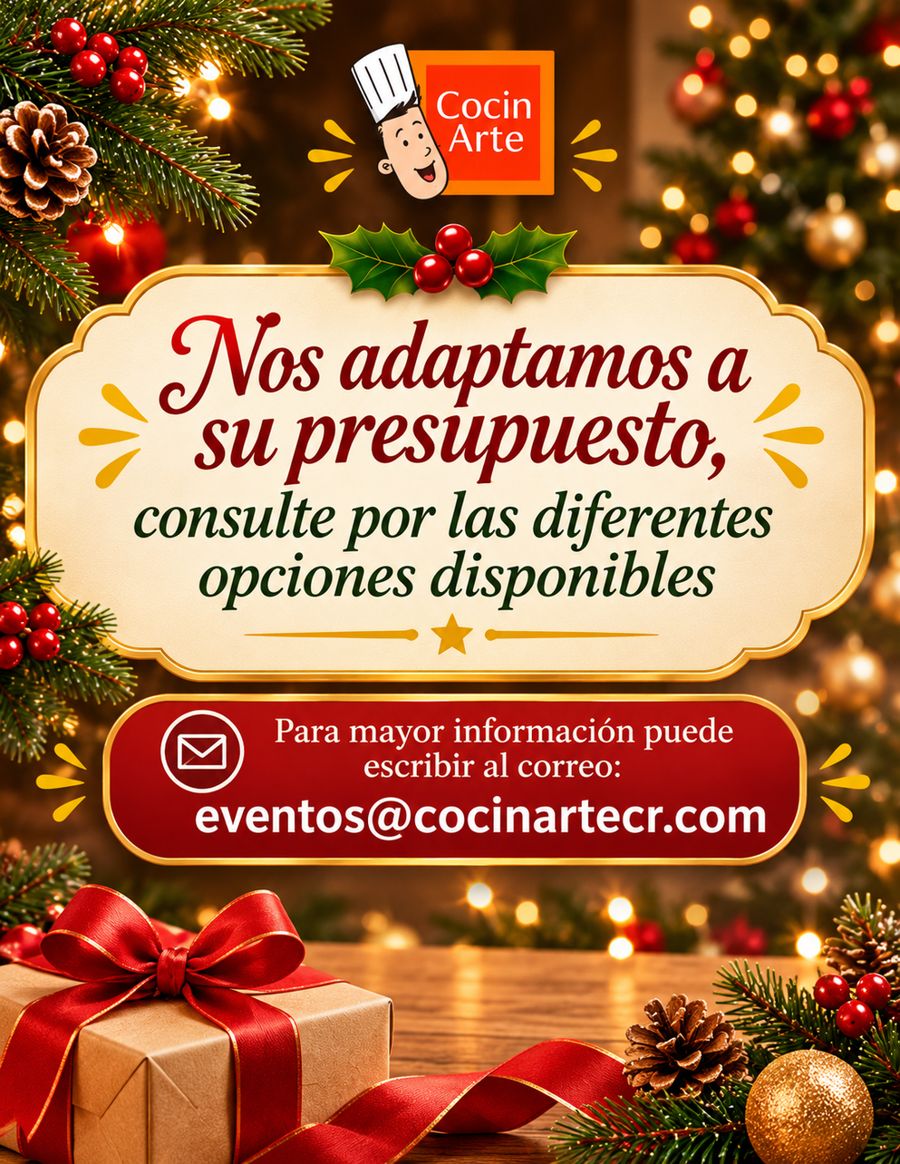 Cocin
Arte
Nos adaptamos a
su presupuesto,
consulte por las diferentes
opciones disponibles
Para mayor información puede
escribir al correo:
eventos@cocinartecr.com